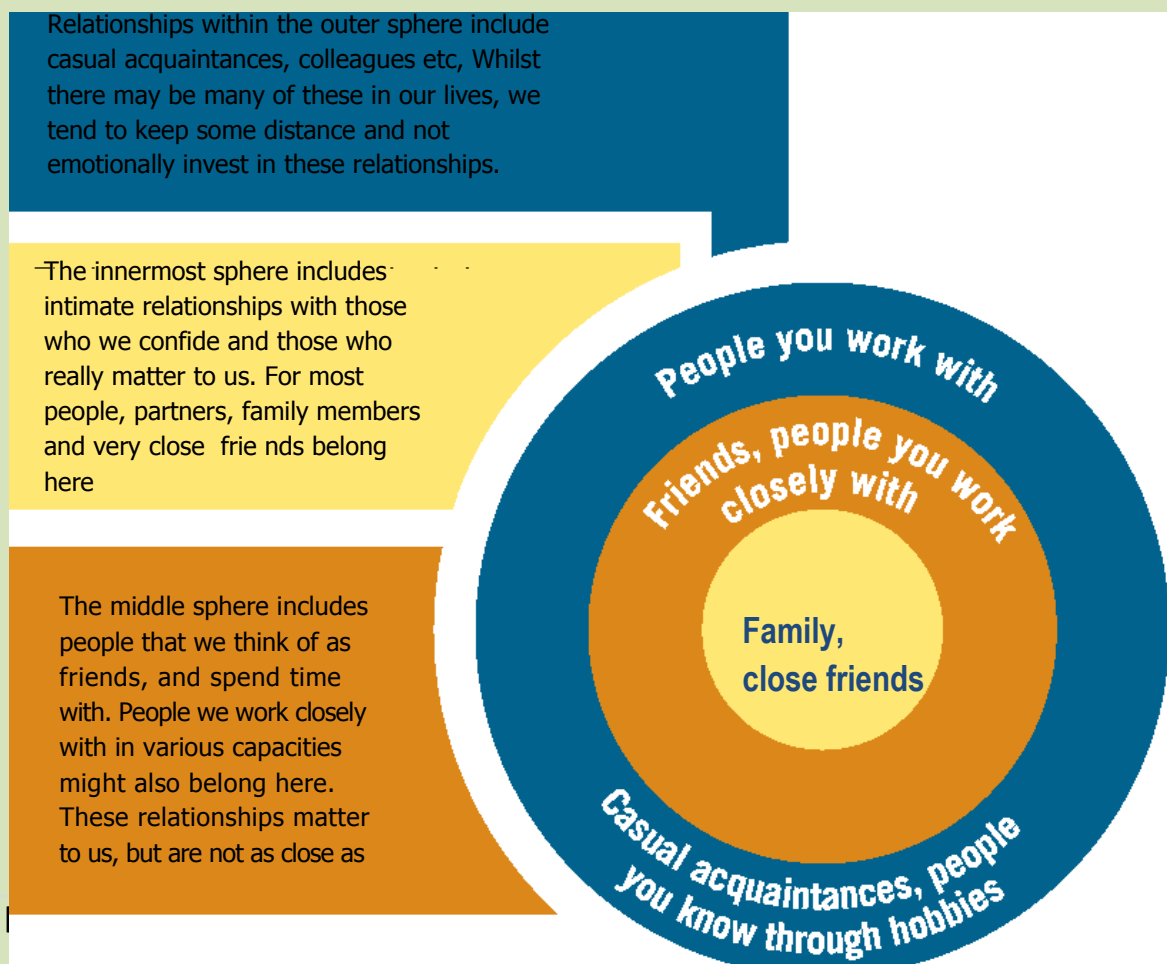 Relationships within the outer sphere include
casual acquaintances, colleagues etc, Whilst
there may be many of these in our lives, we
tend to keep some distance and not
emotionally invest in these relationships.
The innermost sphere includes
intimate relationships with those
who we confide and those who
really matter to us. For most
people, partners, family members
and very close frie nds belong
here
The middle sphere includes
people that we think of as
friends, and spend time
with. People we work closely
with in various capacities
might also belong here.
These relationships matter
to us, but are not as close as
People you work with
Friends, people you work
closely with
Family,
close friends
Casual acquaintances, people
you know through hobbies